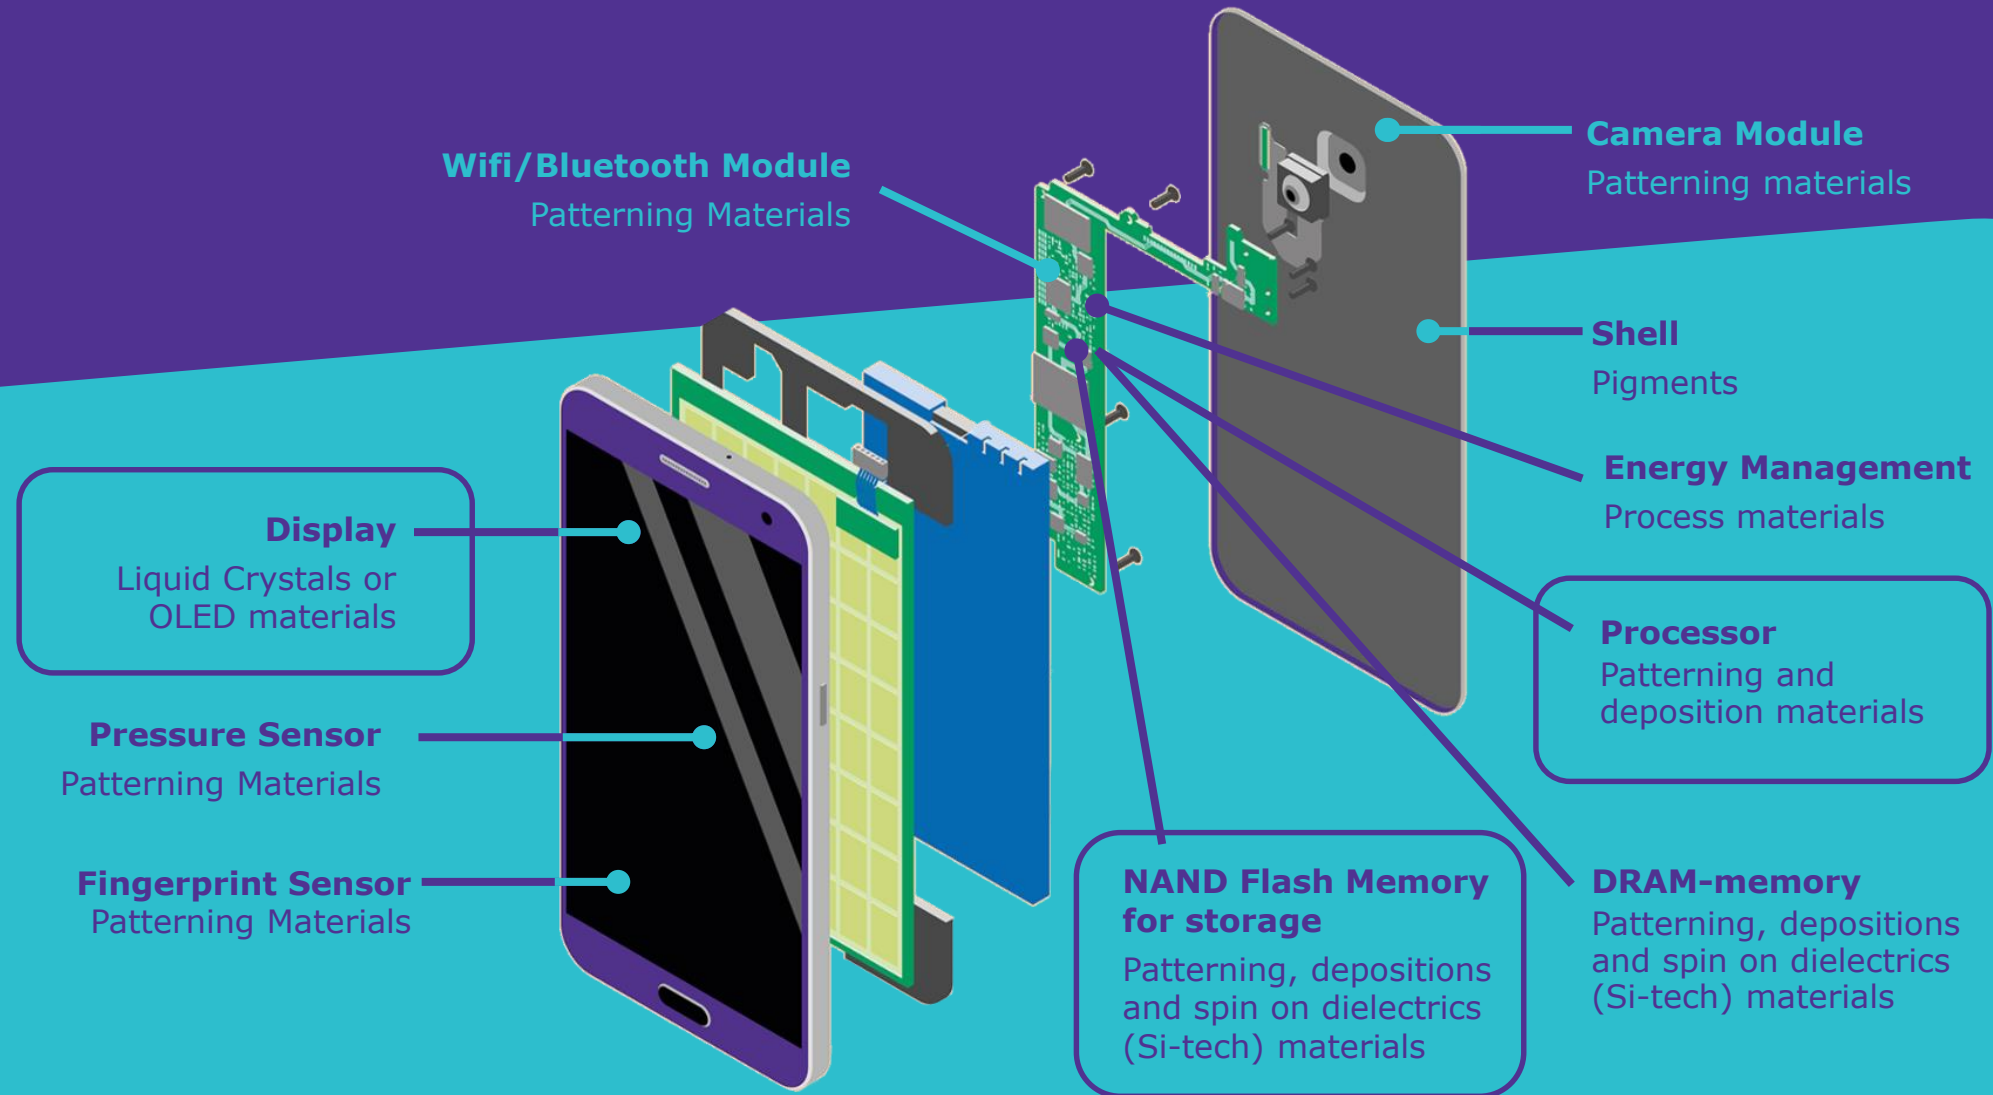 Wifi/Bluetooth Module
Patterning Materials
Camera Module
Patterning materials
Shell
Pigments
Energy Management
Process materials
Display
Liquid Crystals or
OLED materials
Processor
Patterning and
deposition materials
Pressure Sensor
Patterning Materials
Fingerprint Sensor
Patterning Materials
NAND Flash Memory
for storage
Patterning, depositions
and spin on dielectrics
(Si-tech) materials
DRAM-memory
Patterning, depositions
and spin on dielectrics
(Si-tech) materials